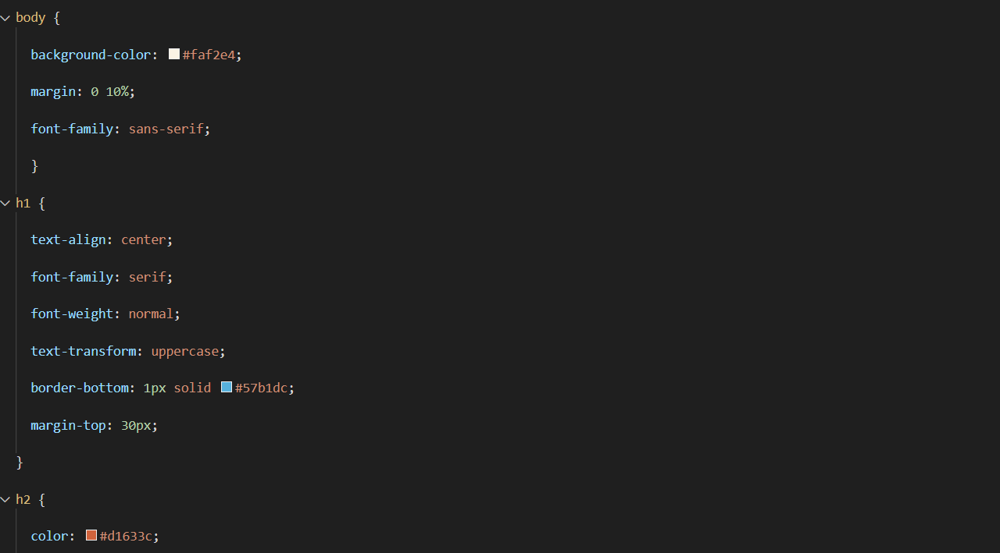 body {
background-color: #faf2e4;
margin: 0 10%;
font-family: sans-serif;
}
h1 {
text-align: center;
font-family: serif;
font-weight: normal;
text-transform: uppercase;
border-bottom: 1px solid #57b1dc;
margin-top: 30px;
}
h2 {
color: #d1633c;